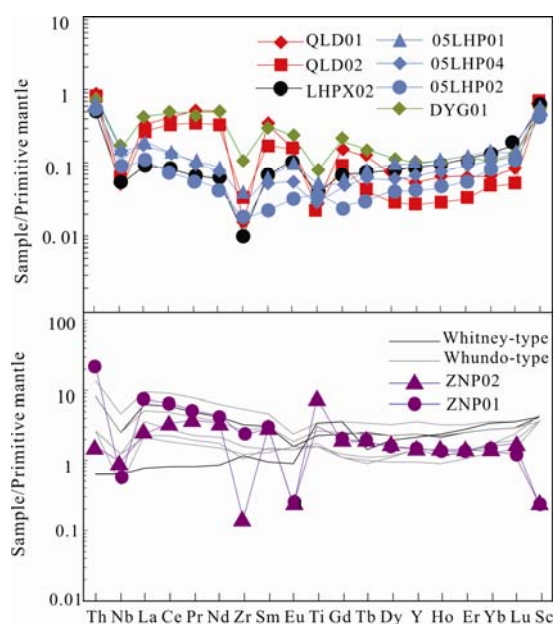 10
1
0.1
0.01
Sample/Primitive mantle
QLD01
QLD02
LHPX02
05LHP01
05LHP04
05LHP02
DYG01
100
10
1
0.1
0.01
Sample/Primitive mantle
Whitney-type
Whundo-type
ZNP02
ZNP01
Th Nb La Ce Pr Nd Zr Sm Eu Ti Gd Tb Dy Y Ho Er Yb Lu Sc